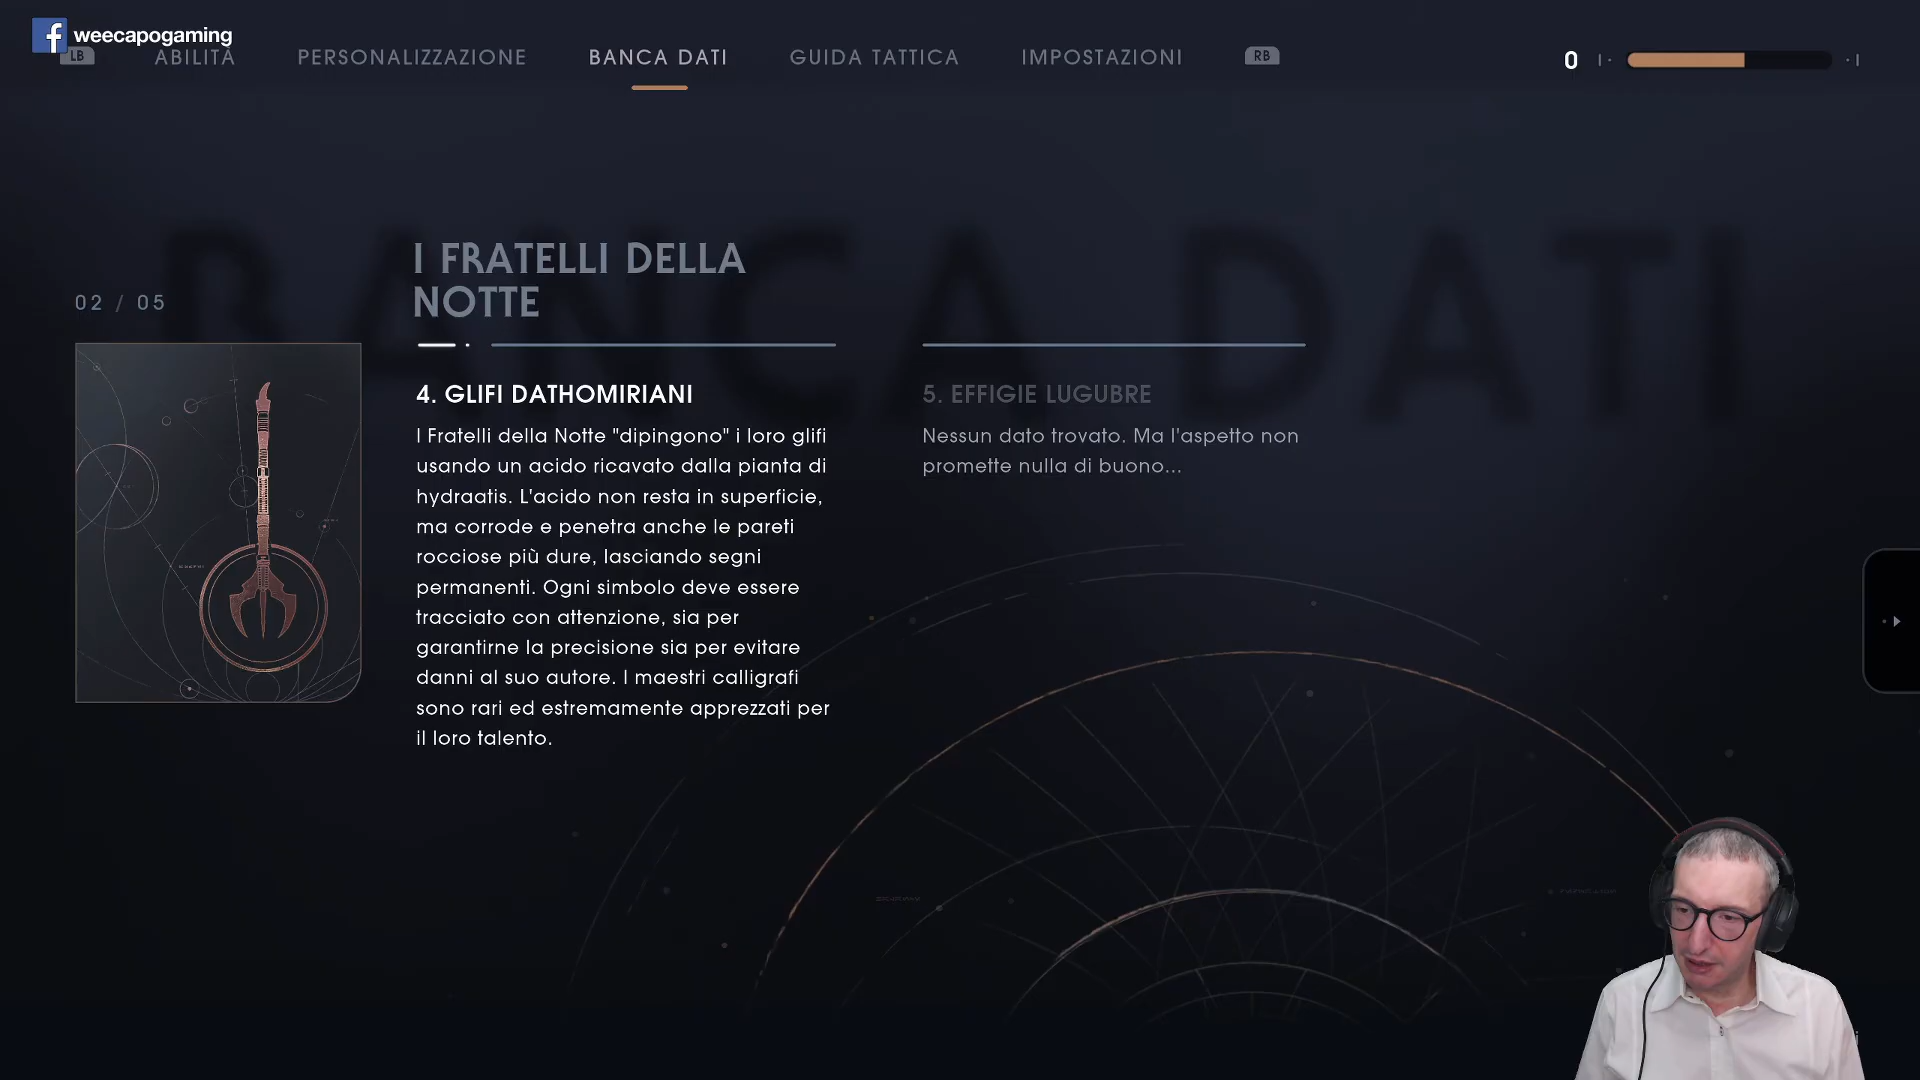 weecapogaming
LB
ABILITÀ
PERSONALIZZAZIONE
BANCA DATI
GUIDA TATTICA
IMPOSTAZIONI
RB
0
BANCA DATI
I FRATELLI DELLA
NOTTE
02 / 05
4. GLIFI DATHOMIRIANI
I Fratelli della Notte "dipingono" i loro glifi
usando un acido ricavato dalla pianta di
hydraatis. L'acido non resta in superficie,
ma corrode e penetra anche le pareti
rocciose più dure, lasciando segni
permanenti. Ogni simbolo deve essere
tracciato con attenzione, sia per
garantirne la precisione sia per evitare
danni al suo autore. I maestri calligrafi
sono rari ed estremamente apprezzati per
il loro talento.
5. EFFIGIE LUGUBRE
Nessun dato trovato. Ma l'aspetto non
promette nulla di buono...